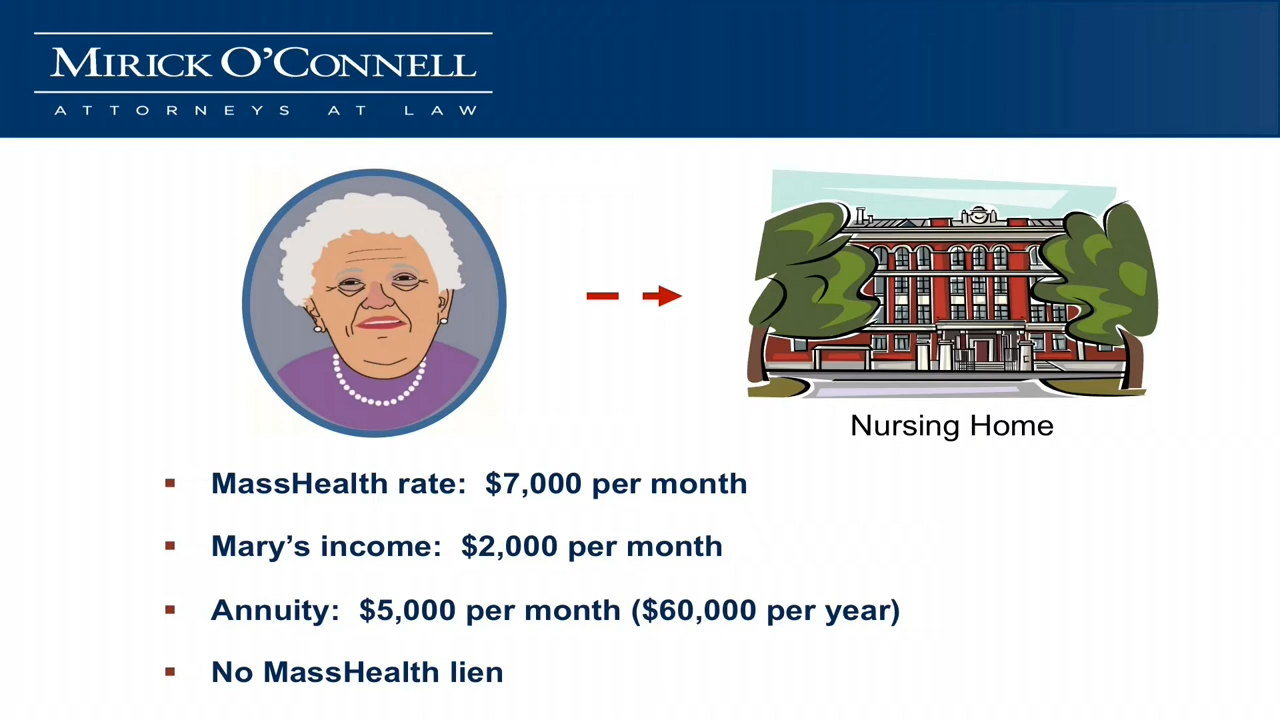 MIRICK O'CONNELL
ATTORNEYS AT LAW
Nursing Home
▪ MassHealth rate: $7,000 per month
▪ Mary's income: $2,000 per month
▪ Annuity: $5,000 per month ($60,000 per year)
▪ No MassHealth lien